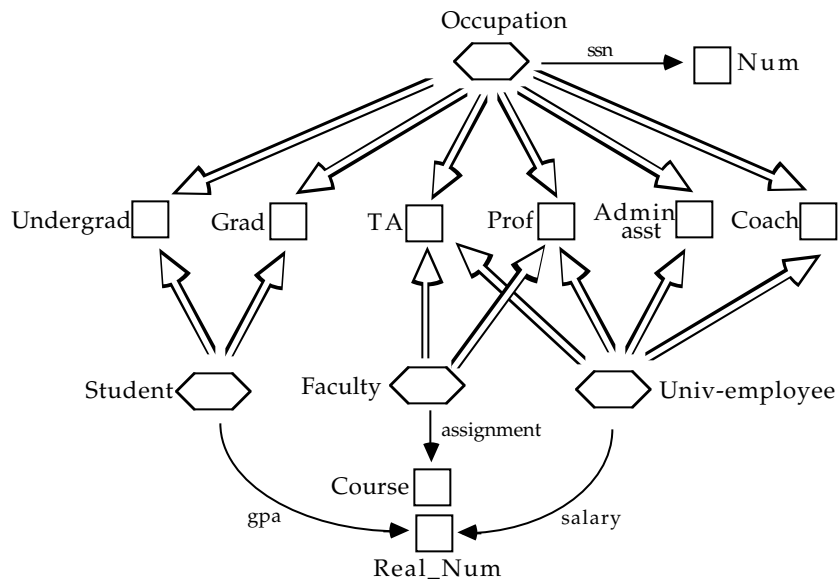 Occupation
ssn
Num
Undergrad
Grad
TA
Prof
Admin
asst
Coach
Student
Faculty
Univ-employee
assignment
Course
gpa
salary
Real_Num